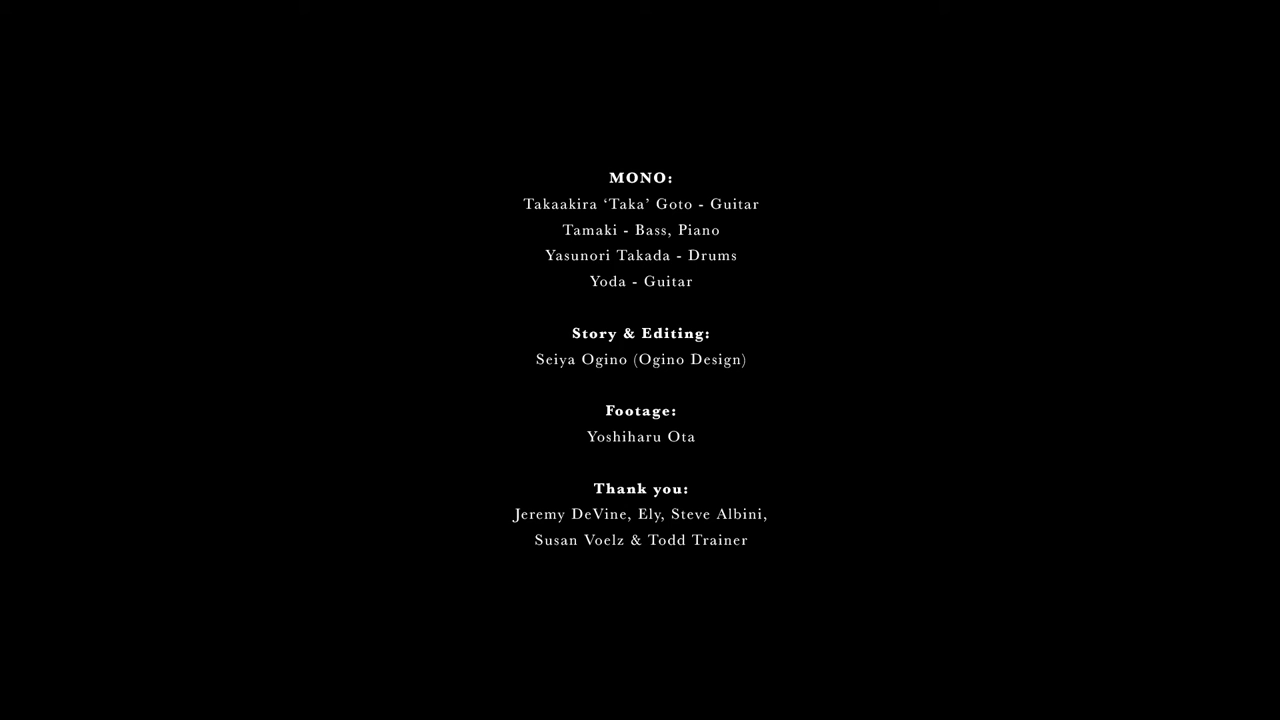 MONO:
Takaakira ‘Taka’ Goto - Guitar
Tamaki - Bass, Piano
Yasunori Takada - Drums
Yoda - Guitar
Story & Editing:
Seiya Ogino (Ogino Design)
Footage:
Yoshiharu Ota
Thank you:
Jeremy DeVine, Ely, Steve Albini,
Susan Voelz & Todd Trainer